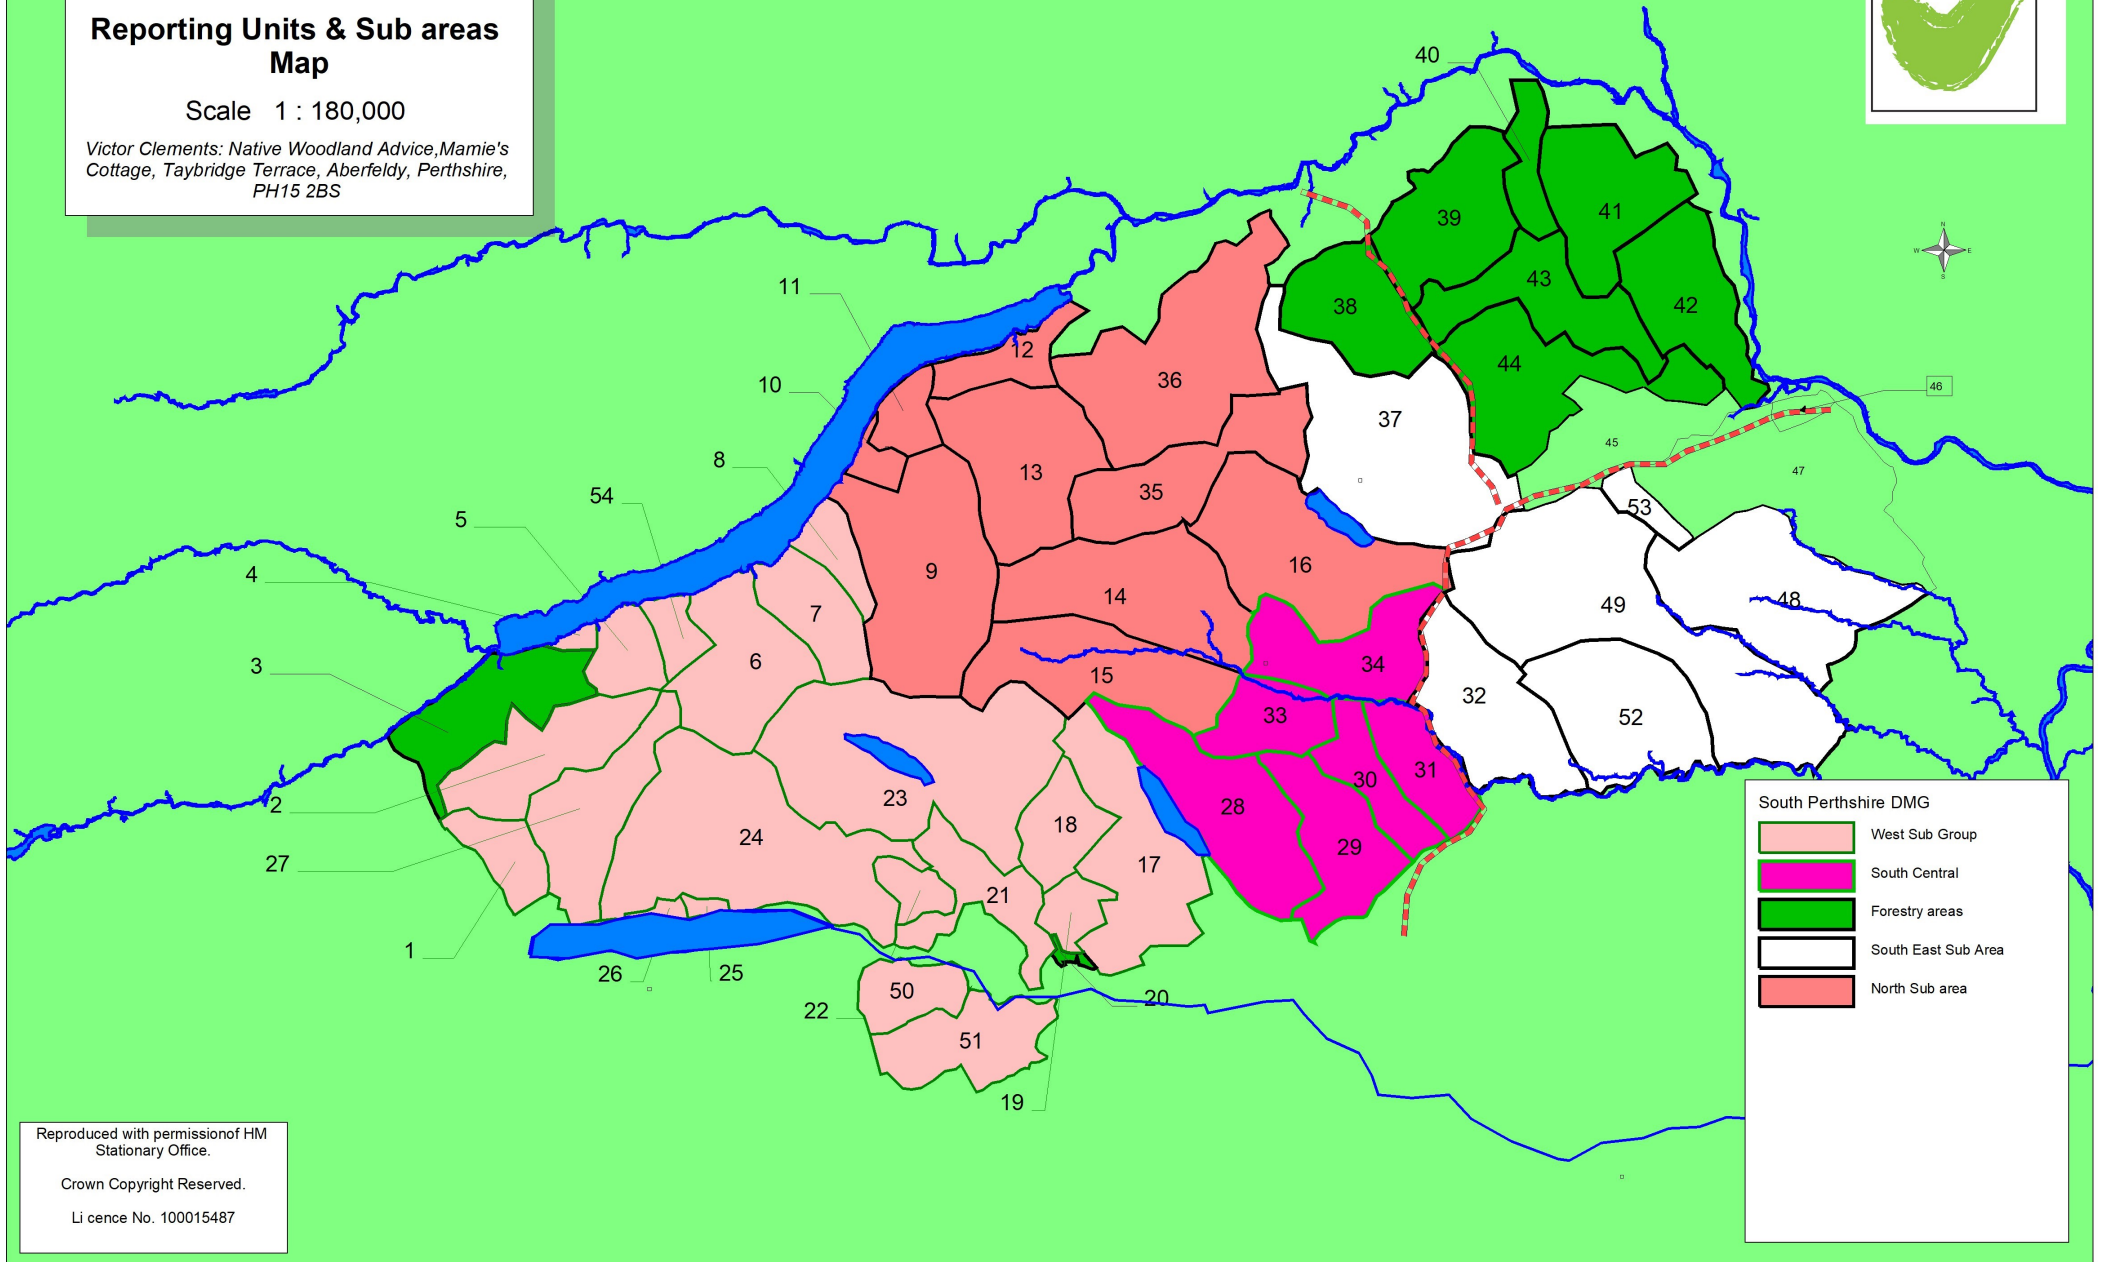 Reporting Units & Sub areas
Map
Scale 1 : 180,000
Victor Clements: Native Woodland Advice,Mamie's
Cottage, Taybridge Terrace, Aberfeldy, Perthshire,
PH15 2BS
40
N
W E
S
39
41
11
38
43
42
12
10
36
44
46
37
45
8
13
47
54
35
53
5
4
9
16
14
7
49
48
3
6
34
15
32
33
52
2
23
30
31
28
18
24
29
27
17
21
1
26
25
50
20
22
51
19
South Perthshire DMG
West Sub Group
South Central
Forestry areas
South East Sub Area
North Sub area
Reproduced with permissionof HM
Stationary Office.
Crown Copyright Reserved.
Li cence No. 100015487